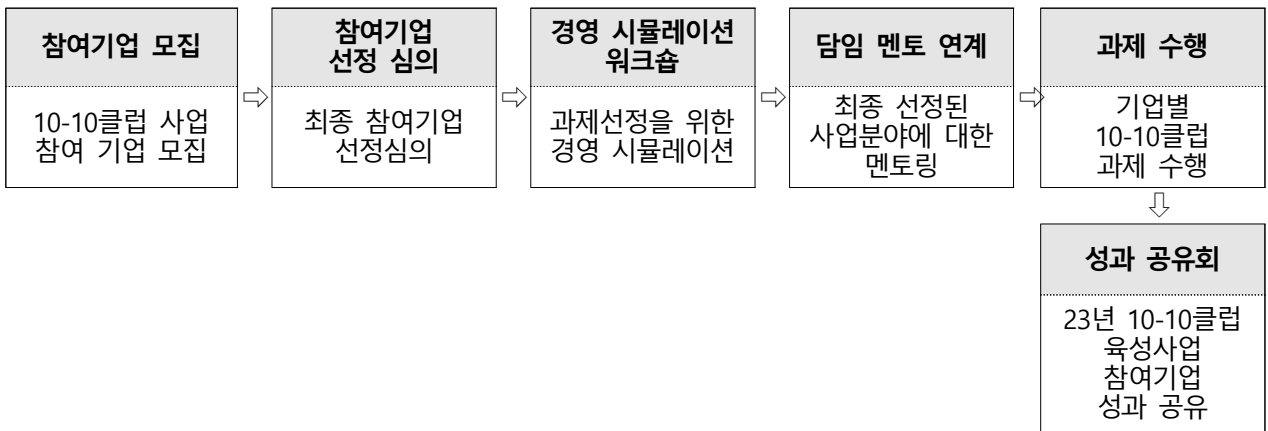 참여기업 모집
10-10클럽 사업
참여 기업 모집
참여기업
선정 심의
최종 참여기업
선정심의
경영 시뮬레이션
워크숍
과제선정을 위한
경영 시뮬레이션
담임 멘토 연계
최종 선정된
사업분야에 대한
멘토링
과제 수행
기업별
10-10클럽
과제 수행
성과 공유회
23년 10-10클럽
육성사업
참여기업
성과 공유